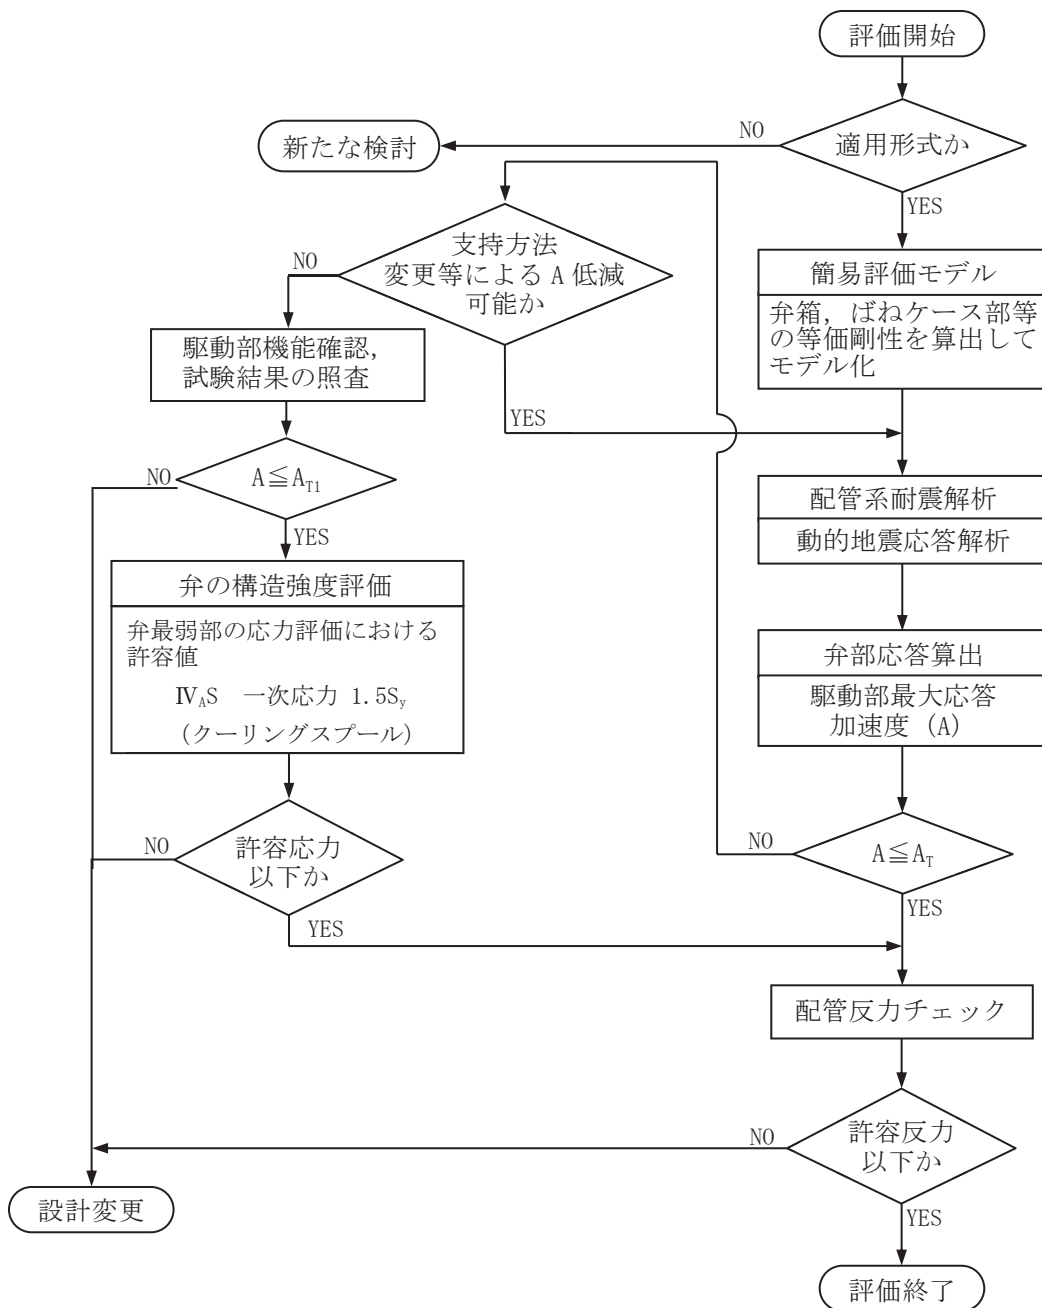 評価開始
適用形式か
NO
新たな検討
YES
簡易評価モデル
弁箱，ばねケース部等
の等価剛性を算出して
モデル化
支持方法
変更等による A 低減
可能か
NO
YES
駆動部機能確認，
試験結果の照査
A≦A_T1
NO
YES
弁の構造強度評価
弁最弱部の応力評価における
許容値
Ⅳ_AS　一次応力 1.5S_y
（クーリングスプール）
許容応力
以下か
NO
YES
配管系耐震解析
動的地震応答解析
弁部応答算出
駆動部最大応答
加速度（A）
A≦A_T
NO
YES
配管反力チェック
許容反力
以下か
NO
YES
設計変更
評価終了